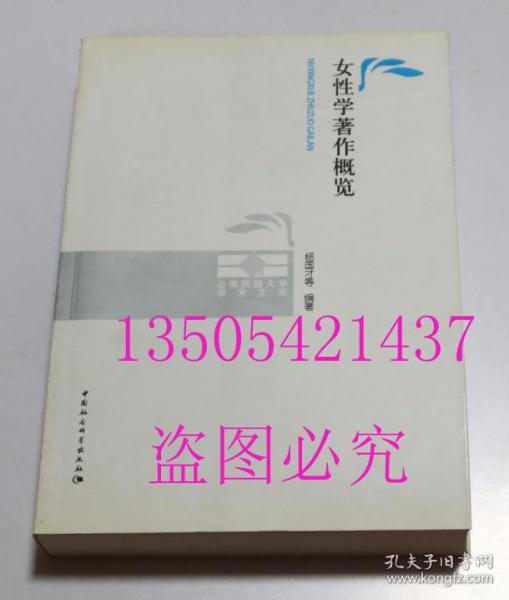 女性学著作概览
NVXINGXUE ZHUZUO GAILAN
杨国才等 编著
云南民族大学
学术文库
13505421437
盗图必究
中国社会科学出版社
孔夫子旧书网
www.kongfz.com